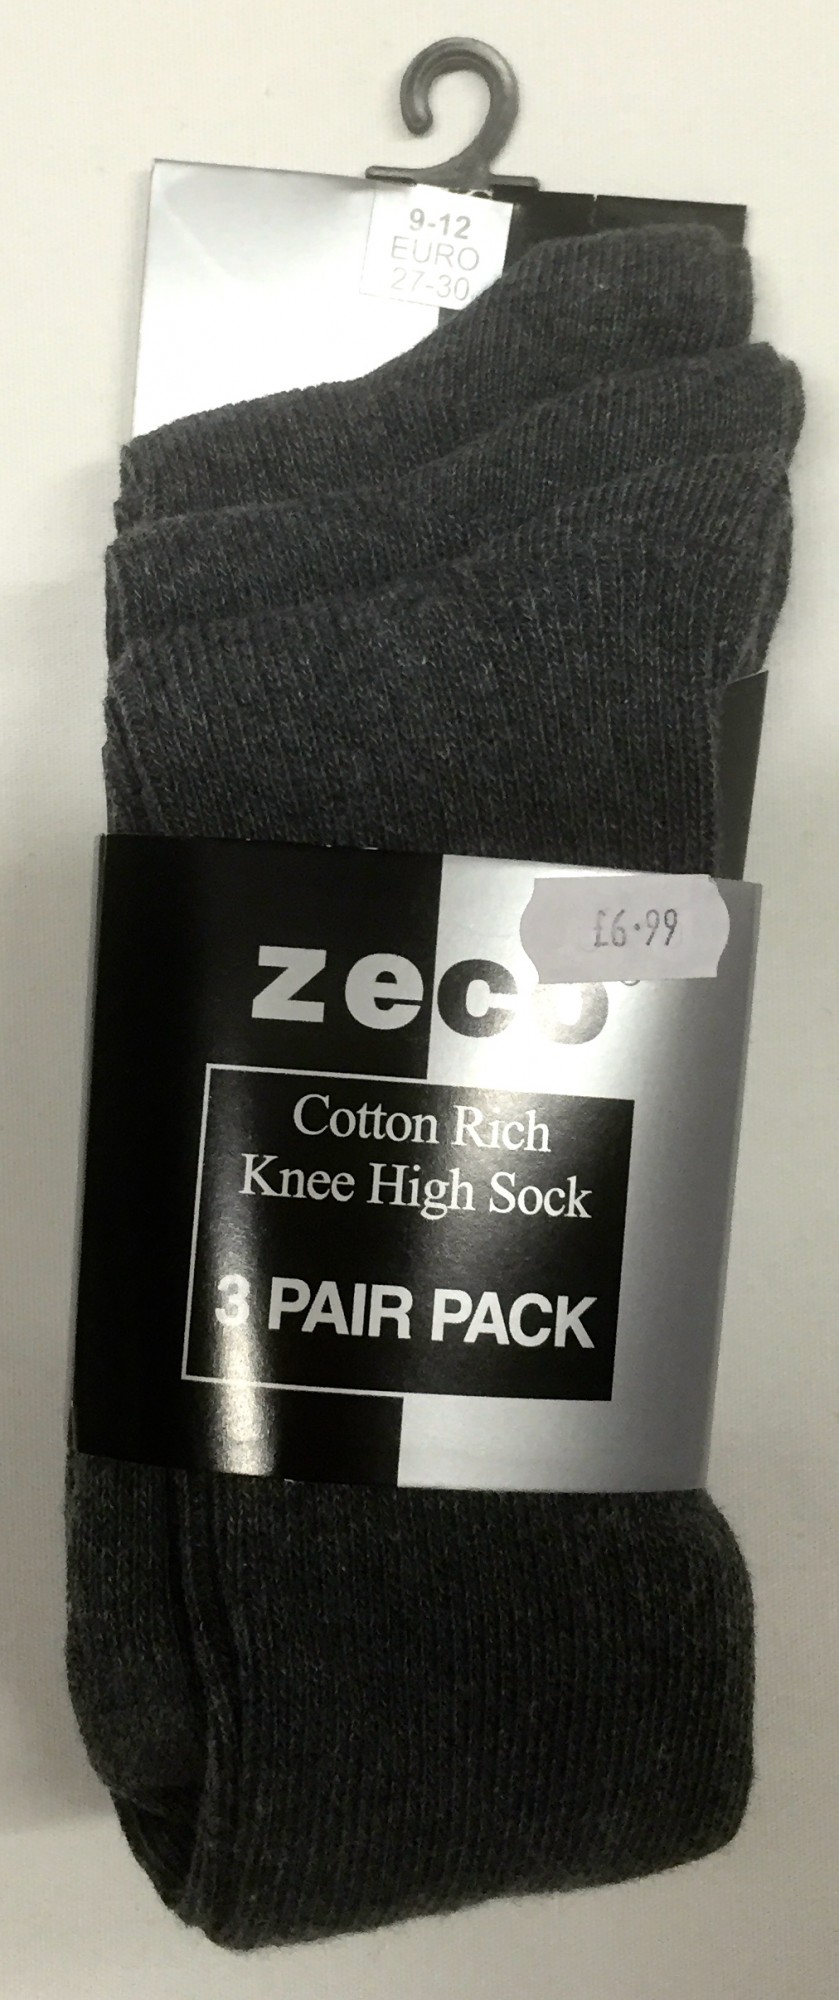 9-12
EURO
27-30
£6.99
zeco
Cotton Rich
Knee High Sock
3 PAIR PACK